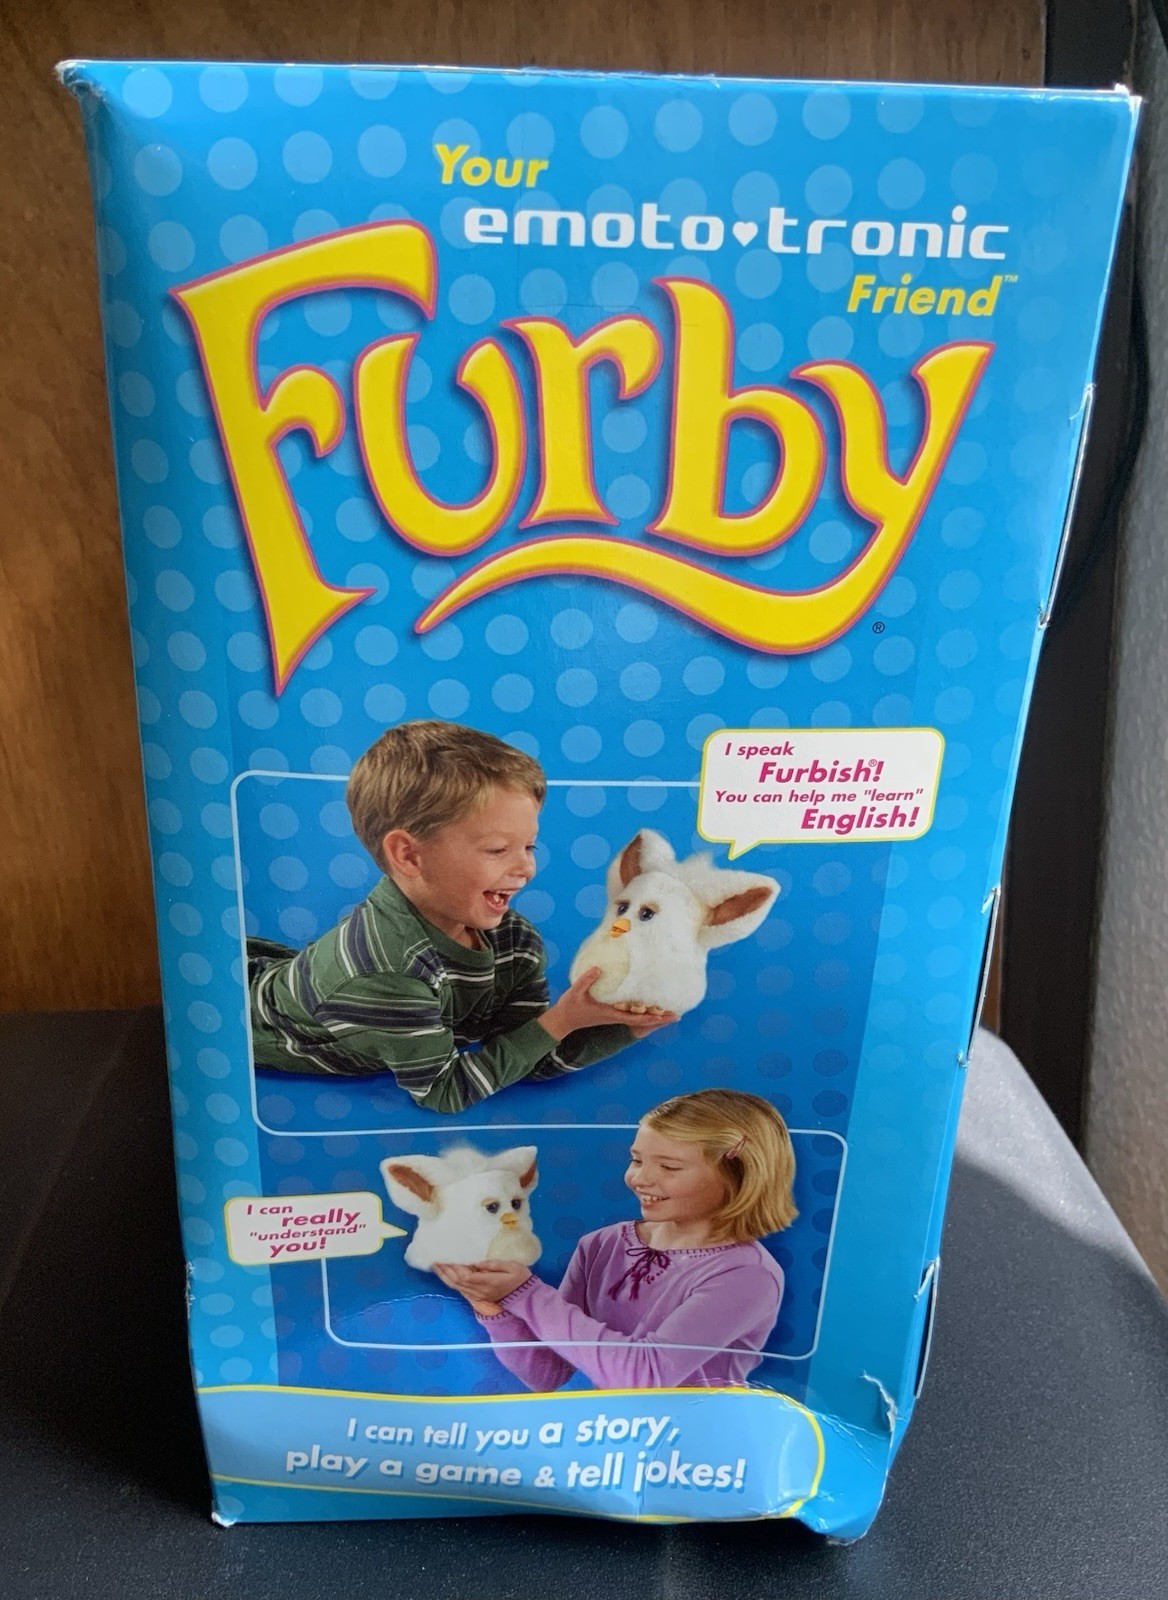 Your
emoto♥tronic
Friend™
Furby®
I speak
Furbish®!
You can help me "learn"
English!
I can
really
"understand"
you!
I can tell you a story,
play a game & tell jokes!